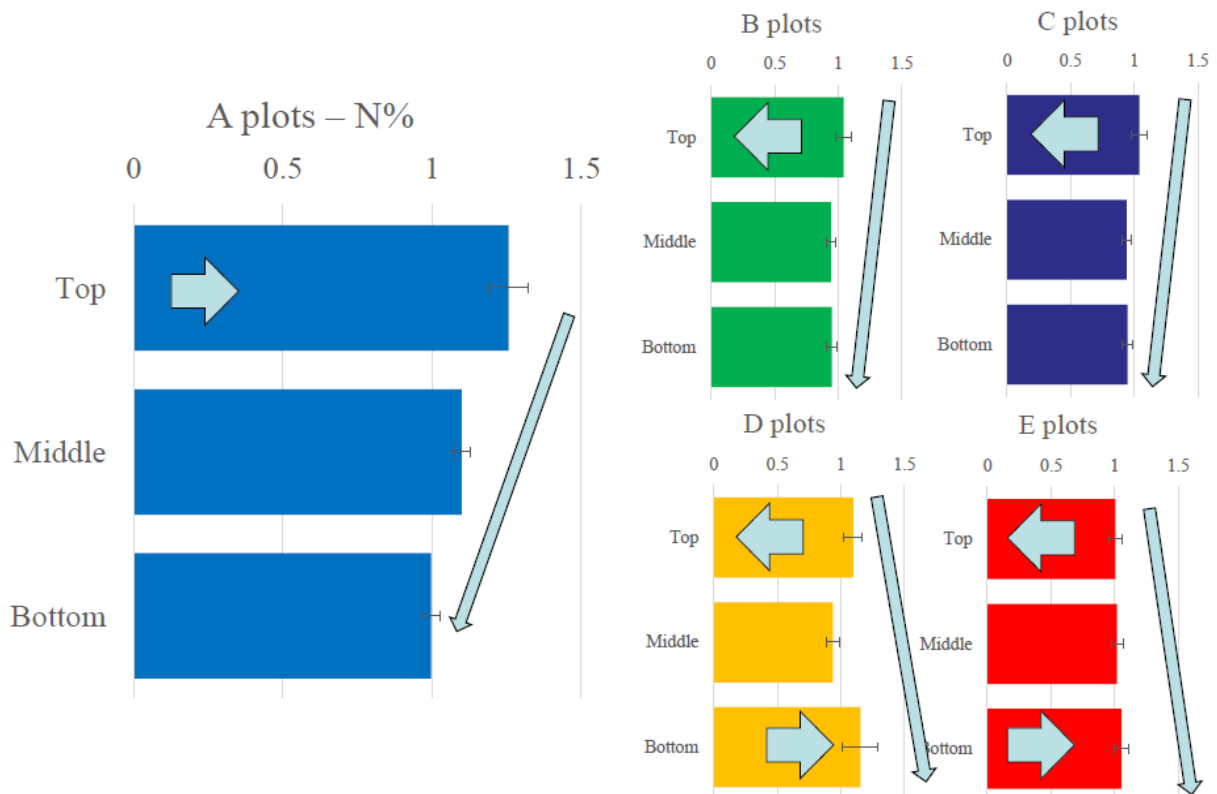 A plots – N%
0 0.5 1 1.5
Top
Middle
Bottom
B plots
0 0.5 1 1.5
Top
Middle
Bottom
C plots
0 0.5 1 1.5
Top
Middle
Bottom
D plots
0 0.5 1 1.5
Top
Middle
Bottom
E plots
0 0.5 1 1.5
Top
Middle
Bottom